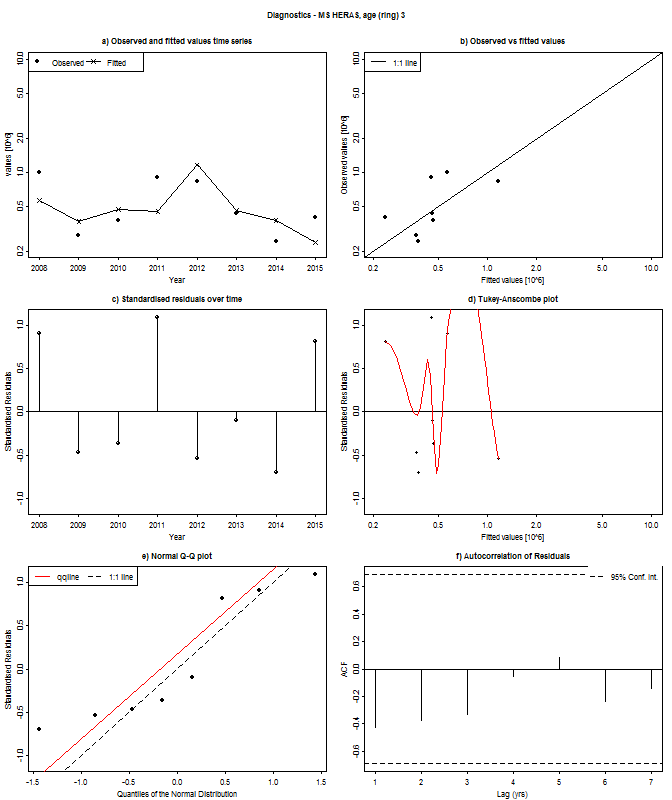 Diagnostics - MS HERAS, age (ring) 3
a) Observed and fitted values time series
Observed Fitted
values [10^6]
0.2 0.5 1.0 2.0 5.0 10.0
2008 2009 2010 2011 2012 2013 2014 2015
Year
b) Observed vs fitted values
1:1 line
Observed values [10^6]
0.2 0.5 1.0 2.0 5.0 10.0
0.2 0.5 1.0 2.0 5.0 10.0
Fitted values [10^6]
c) Standardised residuals over time
Standardised Residuals
-1.0 -0.5 0.0 0.5 1.0
2008 2009 2010 2011 2012 2013 2014 2015
Year
d) Tukey-Anscombe plot
Standardised Residuals
-1.0 -0.5 0.0 0.5 1.0
0.2 0.5 1.0 2.0 5.0 10.0
Fitted values [10^6]
e) Normal Q-Q plot
qqline 1:1 line
Standardised Residuals
-1.0 -0.5 0.0 0.5 1.0
-1.5 -1.0 -0.5 0.0 0.5 1.0 1.5
Quantiles of the Normal Distribution
f) Autocorrelation of Residuals
95% Conf. Int.
ACF
-0.6 -0.4 -0.2 0.0 0.2 0.4 0.6
1 2 3 4 5 6 7
Lag (yrs)